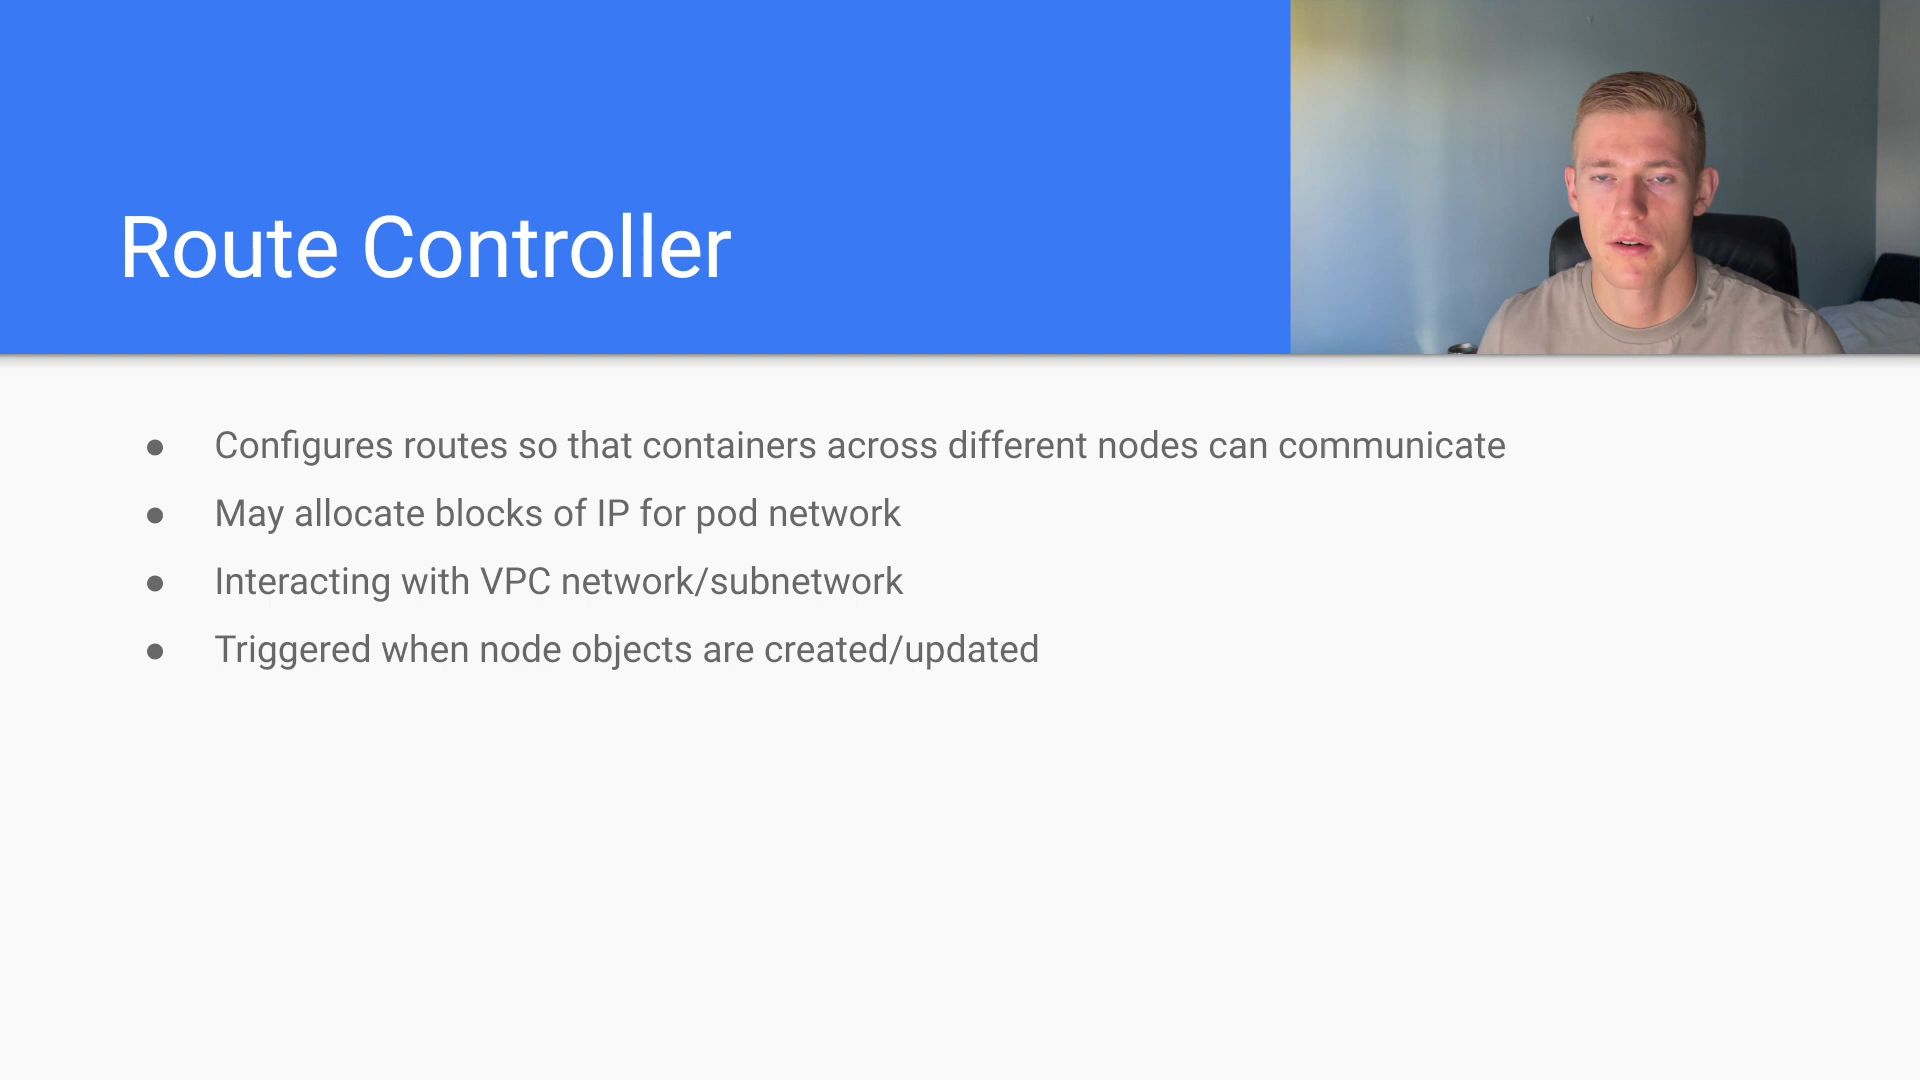 Route Controller
● Configures routes so that containers across different nodes can communicate
● May allocate blocks of IP for pod network
● Interacting with VPC network/subnetwork
● Triggered when node objects are created/updated